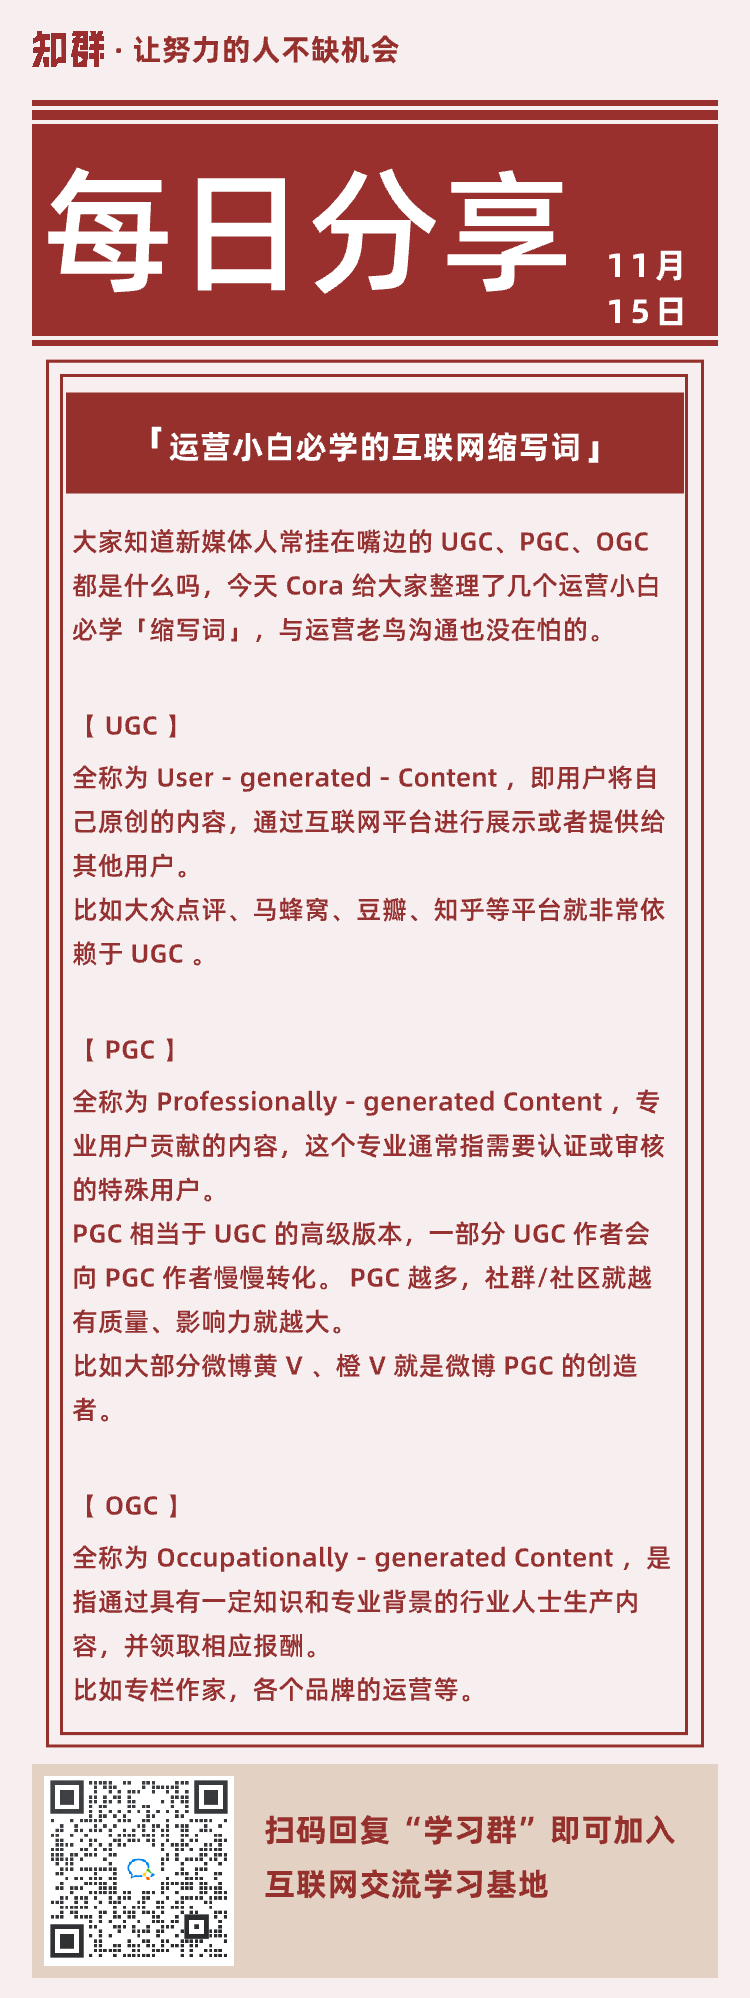 知群 · 让努力的人不缺机会
每日分享
11月
15日
「运营小白必学的互联网缩写词」
大家知道新媒体人常挂在嘴边的 UGC、PGC、OGC
都是什么吗，今天 Cora 给大家整理了几个运营小白
必学「缩写词」，与运营老鸟沟通也没在怕的。
【 UGC 】
全称为 User - generated - Content ，即用户将自
己原创的内容，通过互联网平台进行展示或者提供给
其他用户。
比如大众点评、马蜂窝、豆瓣、知乎等平台就非常依
赖于 UGC 。
【 PGC 】
全称为 Professionally - generated Content ，专
业用户贡献的内容，这个专业通常指需要认证或审核
的特殊用户。
PGC 相当于 UGC 的高级版本，一部分 UGC 作者会
向 PGC 作者慢慢转化。 PGC 越多，社群/社区就越
有质量、影响力就越大。
比如大部分微博黄 V 、橙 V 就是微博 PGC 的创造
者。
【 OGC 】
全称为 Occupationally - generated Content ，是
指通过具有一定知识和专业背景的行业人士生产内
容，并领取相应报酬。
比如专栏作家，各个品牌的运营等。
扫码回复“学习群”即可加入
互联网交流学习基地